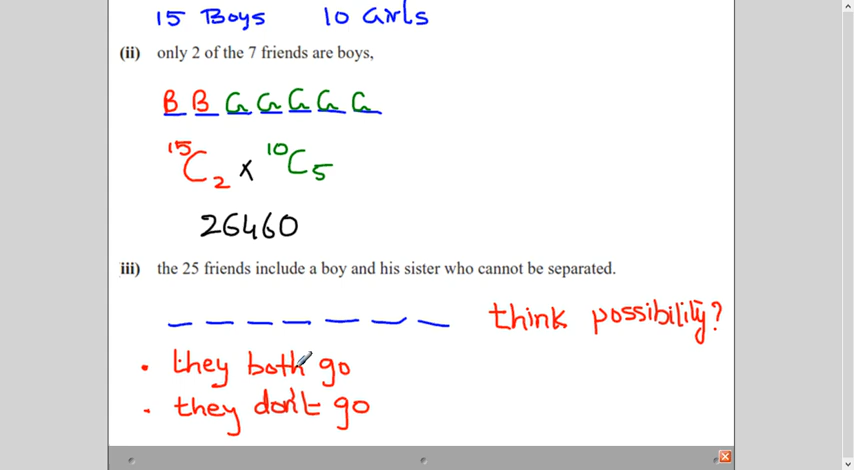 15 Boys 10 Girls
(ii) only 2 of the 7 friends are boys,
B B G G G G G
15C2 x 10C5
26460
iii) the 25 friends include a boy and his sister who cannot be separated.
think possibility?
• they both go
• they don't go